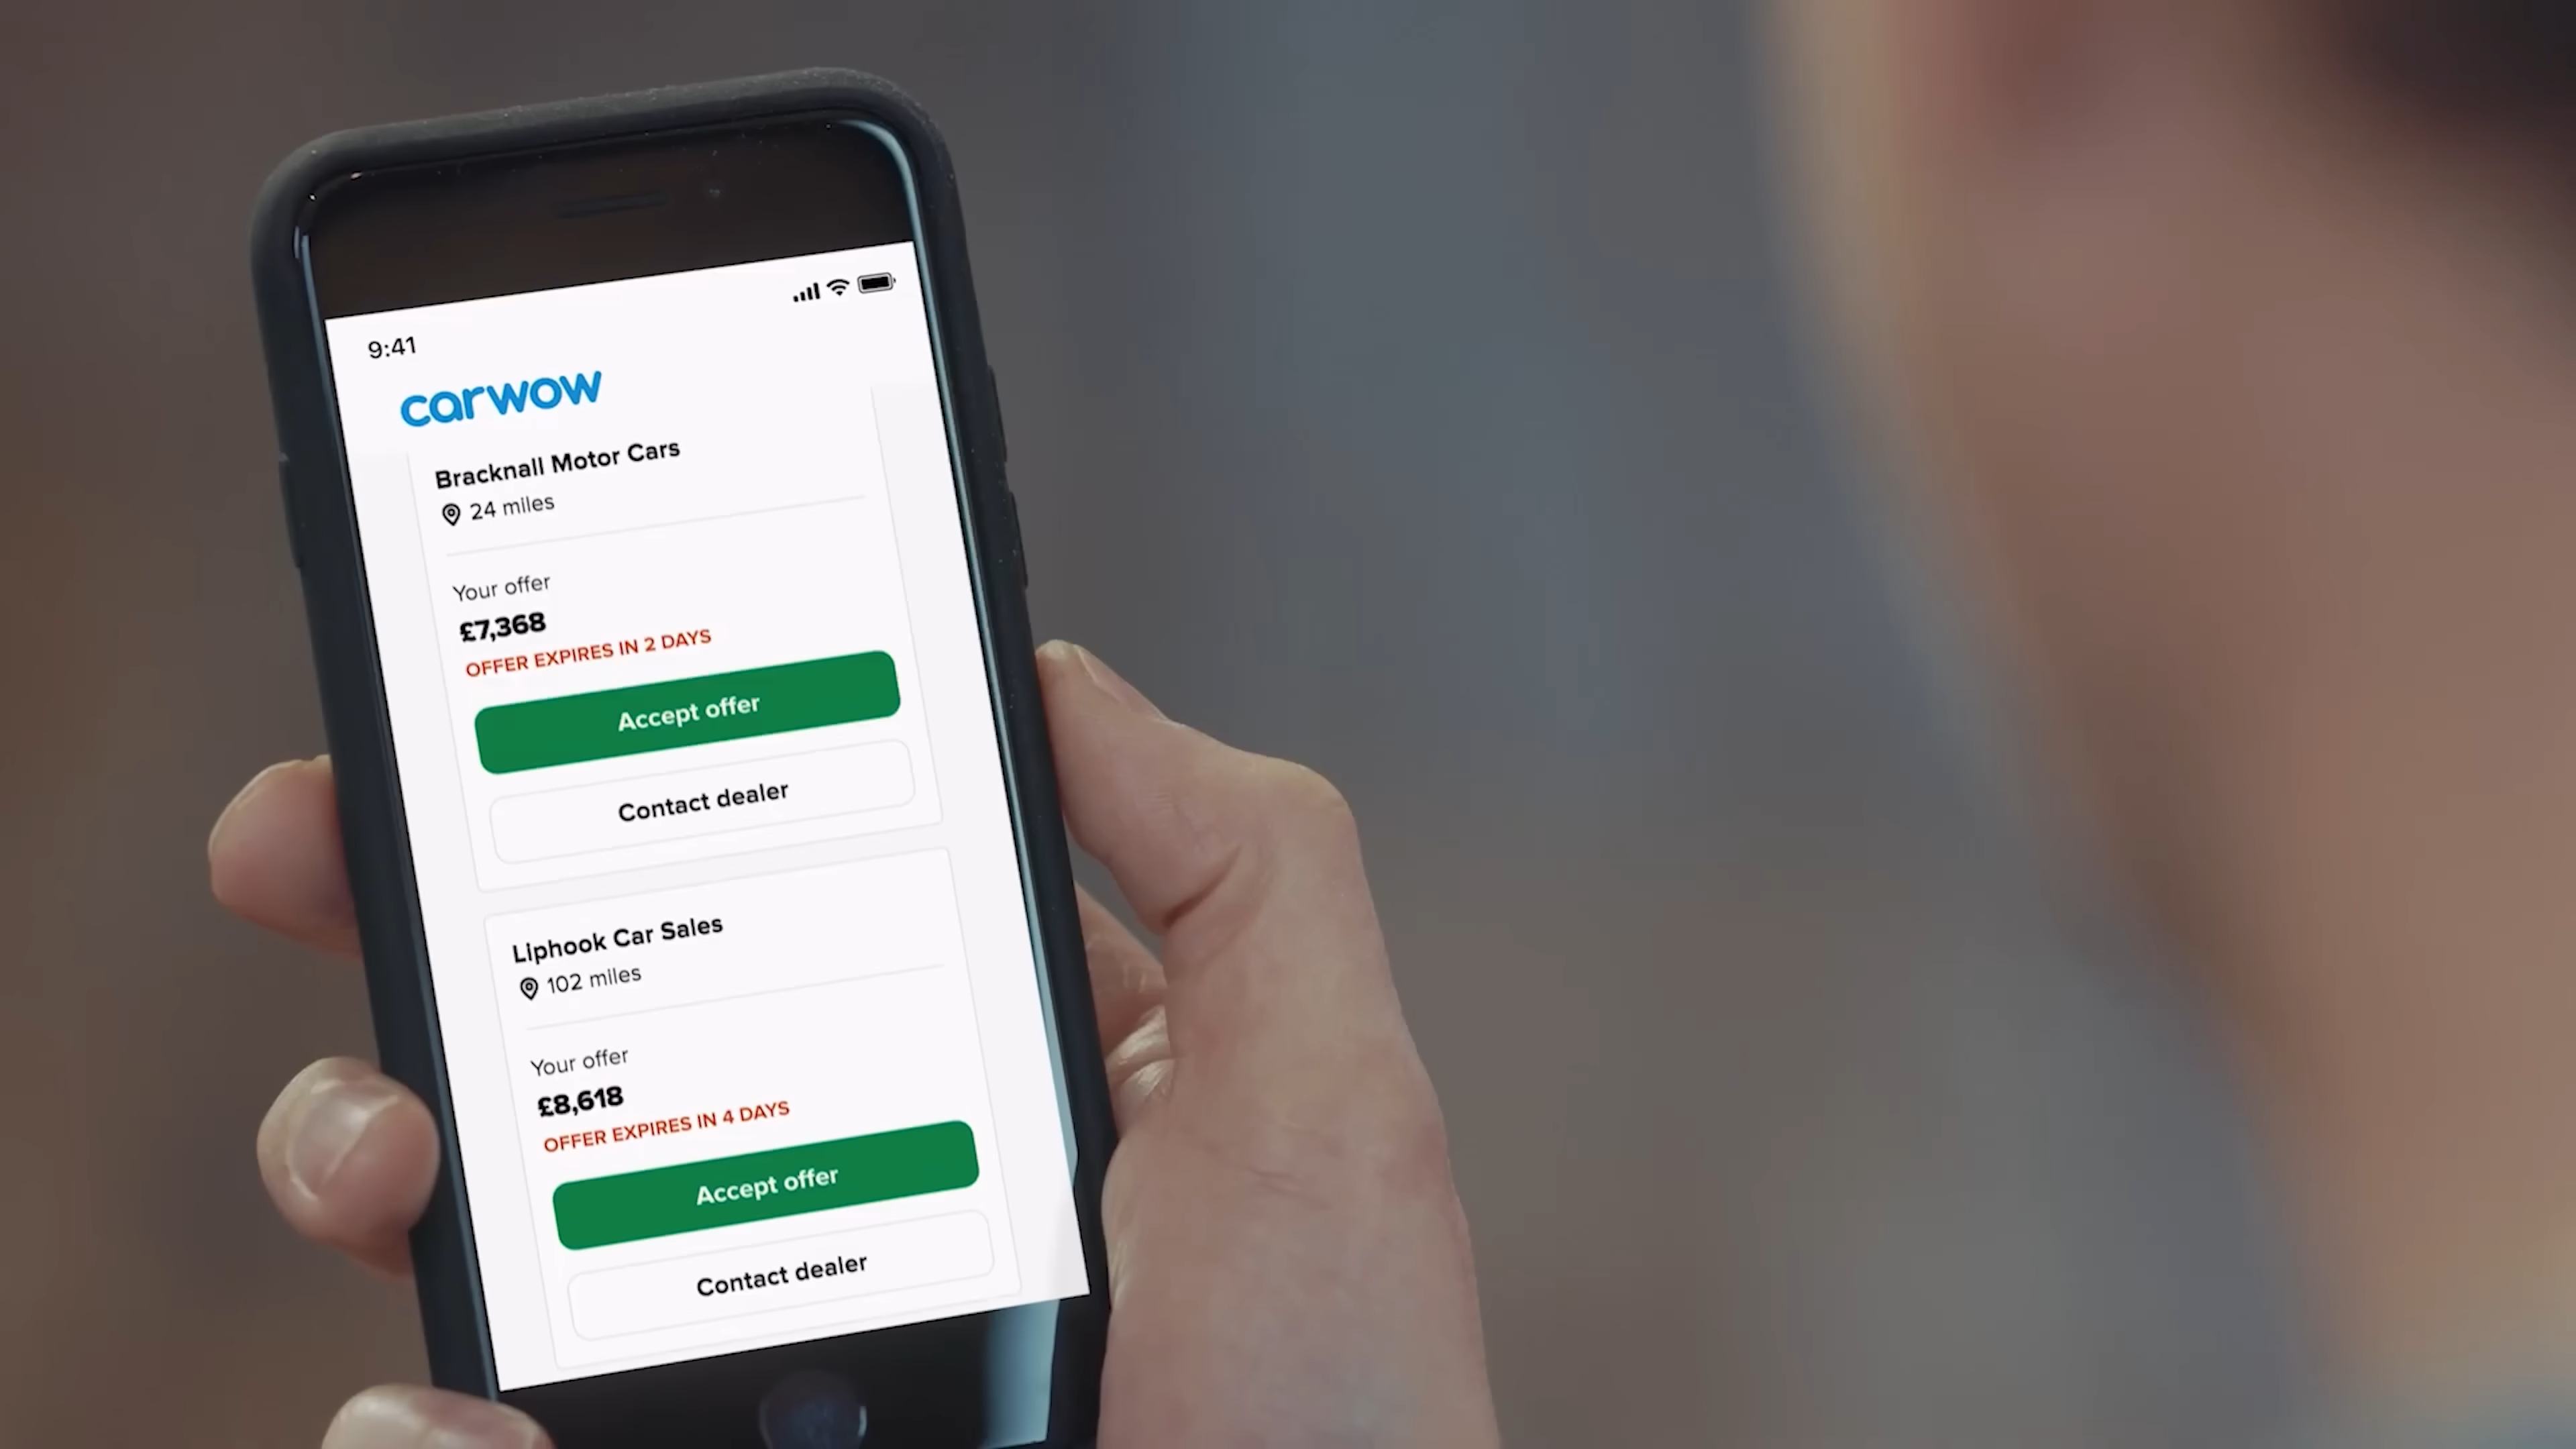 9:41
carwow
Bracknall Motor Cars
24 miles
Your offer
£7,368
OFFER EXPIRES IN 2 DAYS
Accept offer
Contact dealer
Liphook Car Sales
102 miles
Your offer
£8,618
OFFER EXPIRES IN 4 DAYS
Accept offer
Contact dealer